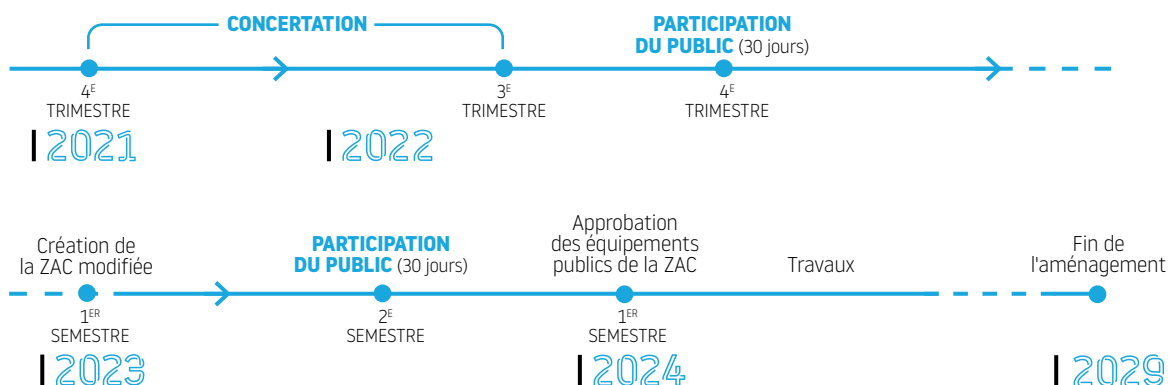 CONCERTATION
PARTICIPATION
DU PUBLIC (30 jours)
4E
TRIMESTRE
3E
TRIMESTRE
4E
TRIMESTRE
2021
2022
Création de
la ZAC modifiée
PARTICIPATION
DU PUBLIC (30 jours)
Approbation
des équipements
publics de la ZAC
Travaux
Fin de
l'aménagement
1ER
SEMESTRE
2E
SEMESTRE
1ER
SEMESTRE
2023
2024
2029